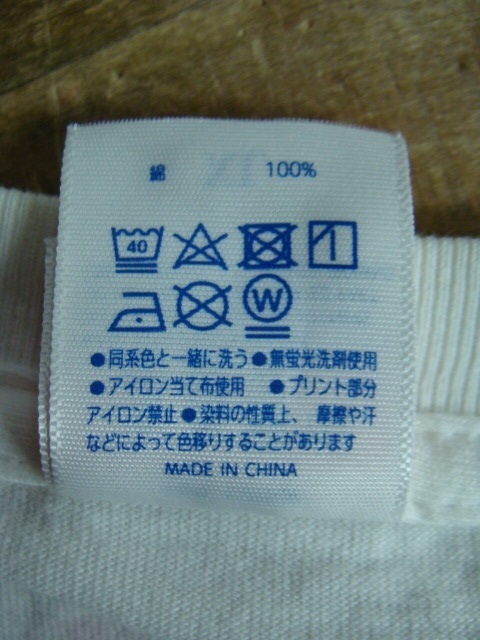 綿 100%
40
W
●同系色と一緒に洗う●無蛍光洗剤使用
●アイロン当て布使用 ●プリント部分
アイロン禁止●染料の性質上、摩擦や汗
などによって色移りすることがあります
MADE IN CHINA